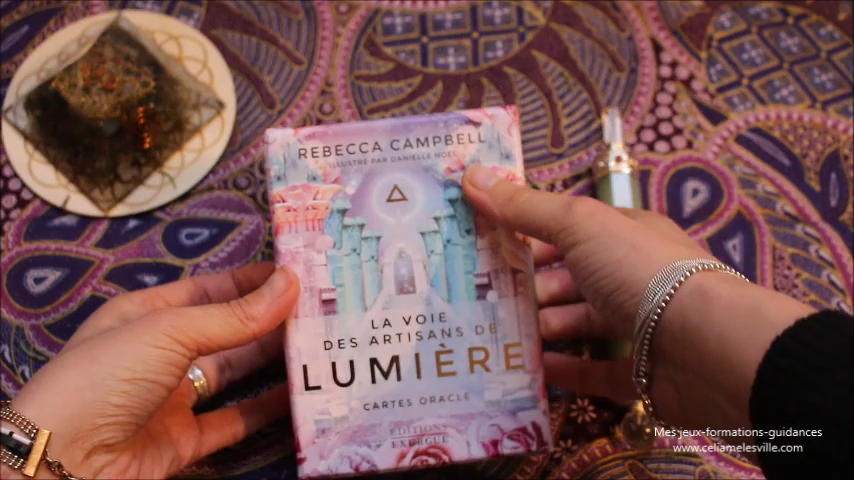 REBECCA CAMPBELL
ILLUSTRÉ PAR DANIELLE NOEL
LA VOIE
DES ARTISANS DE
LUMIÈRE
CARTES ORACLE
ÉDITIONS
EXERGUE
Mes jeux-formations-guidances
www.celiamelesville.com